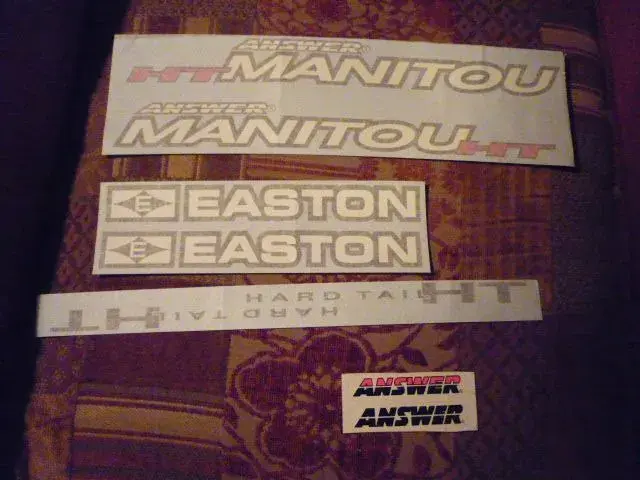 ANSWER®
HT MANITOU
ANSWER®
MANITOU HT
E EASTON
E EASTON
HARD TAIL HT
HT HARD TAIL
ANSWER
ANSWER